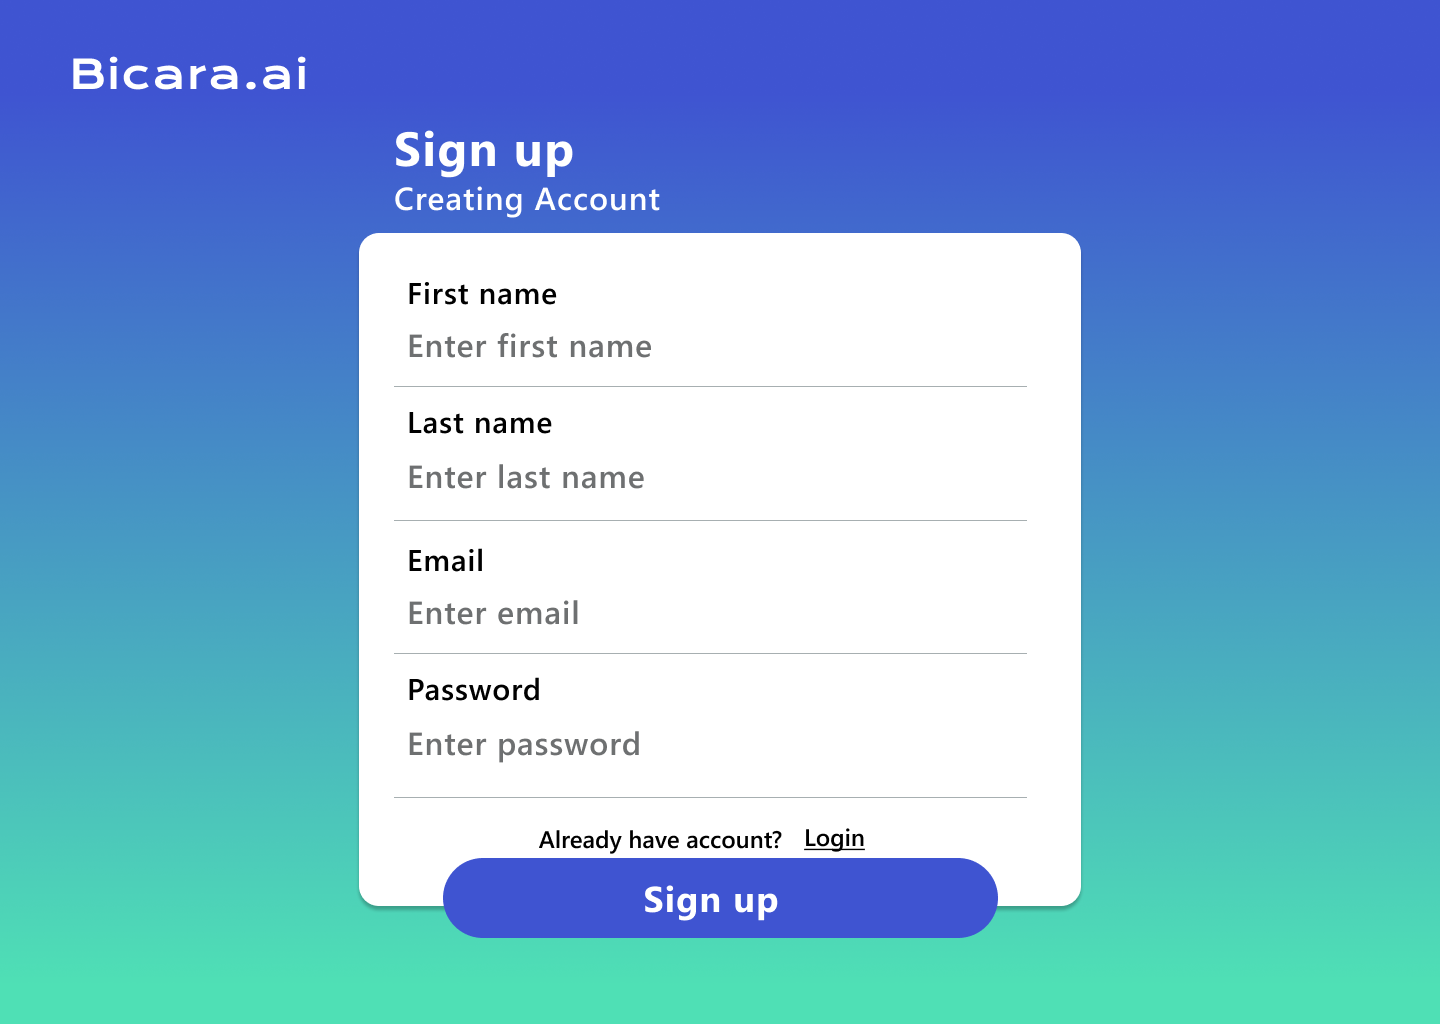 Bicara.ai
Sign up
Creating Account
First name
Enter first name
Last name
Enter last name
Email
Enter email
Password
Enter password
Already have account? Login
Sign up